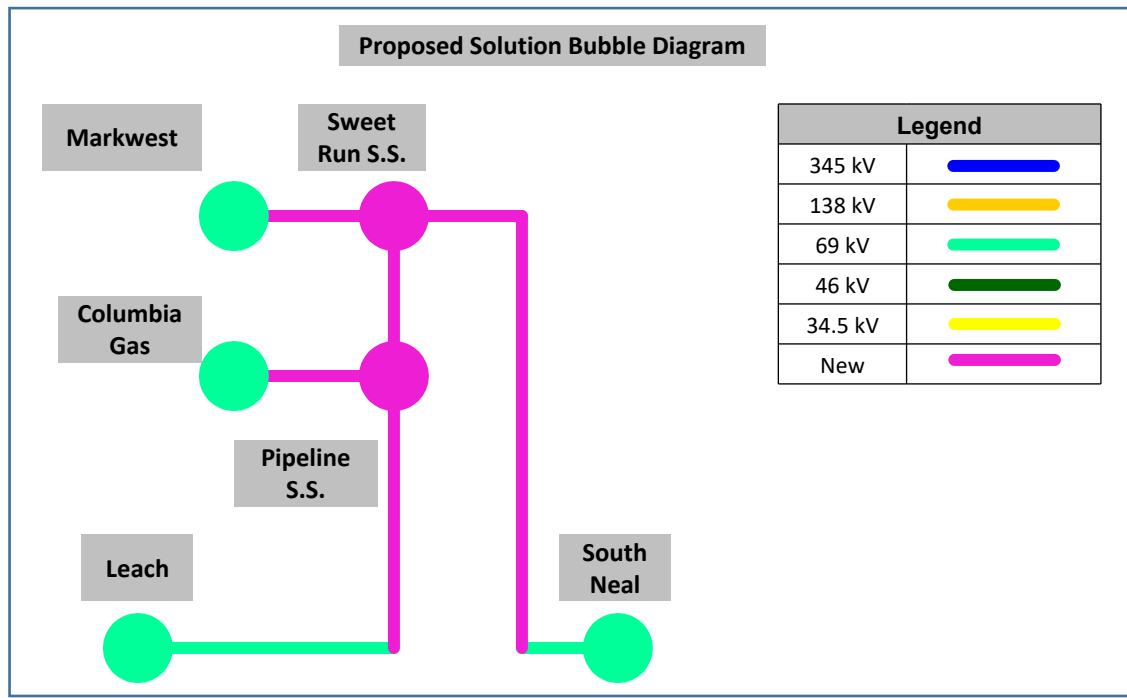 Proposed Solution Bubble Diagram
Markwest
Sweet
Run S.S.
Columbia
Gas
Pipeline
S.S.
Leach
South
Neal
Legend
345 kV
138 kV
69 kV
46 kV
34.5 kV
New